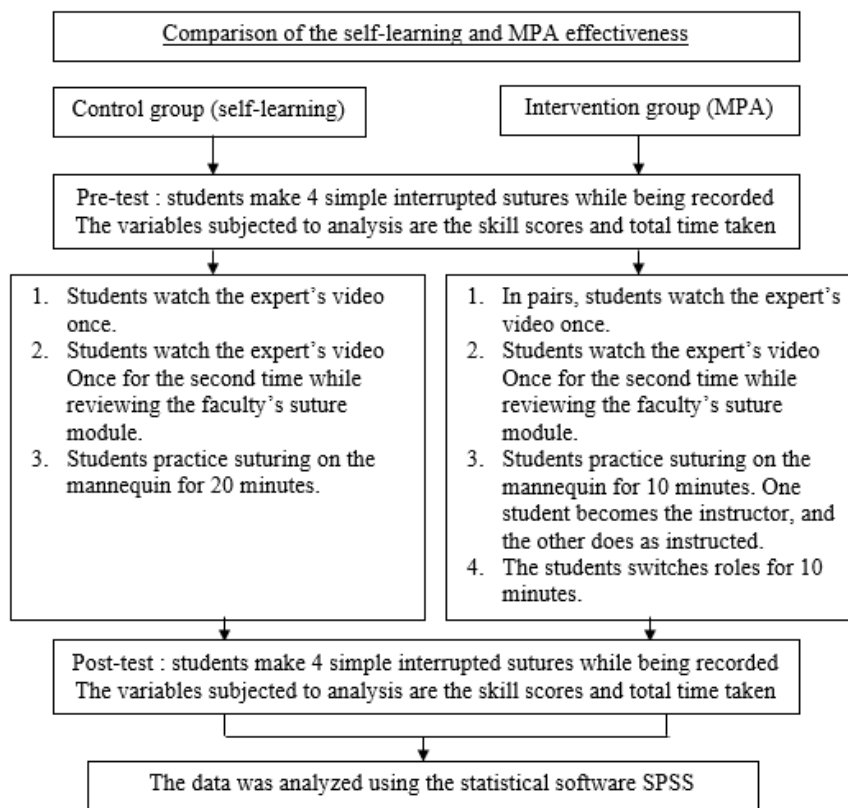 Comparison of the self-learning and MPA effectiveness
Control group (self-learning)
Intervention group (MPA)
Pre-test : students make 4 simple interrupted sutures while being recorded
The variables subjected to analysis are the skill scores and total time taken
1. Students watch the expert’s video
once.
2. Students watch the expert’s video
Once for the second time while
reviewing the faculty’s suture
module.
3. Students practice suturing on the
mannequin for 20 minutes.
1. In pairs, students watch the expert’s
video once.
2. Students watch the expert’s video
Once for the second time while
reviewing the faculty’s suture
module.
3. Students practice suturing on the
mannequin for 10 minutes. One
student becomes the instructor, and
the other does as instructed.
4. The students switches roles for 10
minutes.
Post-test : students make 4 simple interrupted sutures while being recorded
The variables subjected to analysis are the skill scores and total time taken
The data was analyzed using the statistical software SPSS